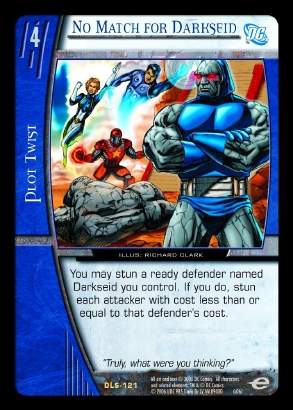 4
NO MATCH FOR DARKSEID
DC
PLOT TWIST
ILLUS: RICHARD CLARK
You may stun a ready defender named
Darkseid you control. If you do, stun
each attacker with cost less than or
equal to that defender's cost.
"Truly, what were you thinking?"
DLS-121